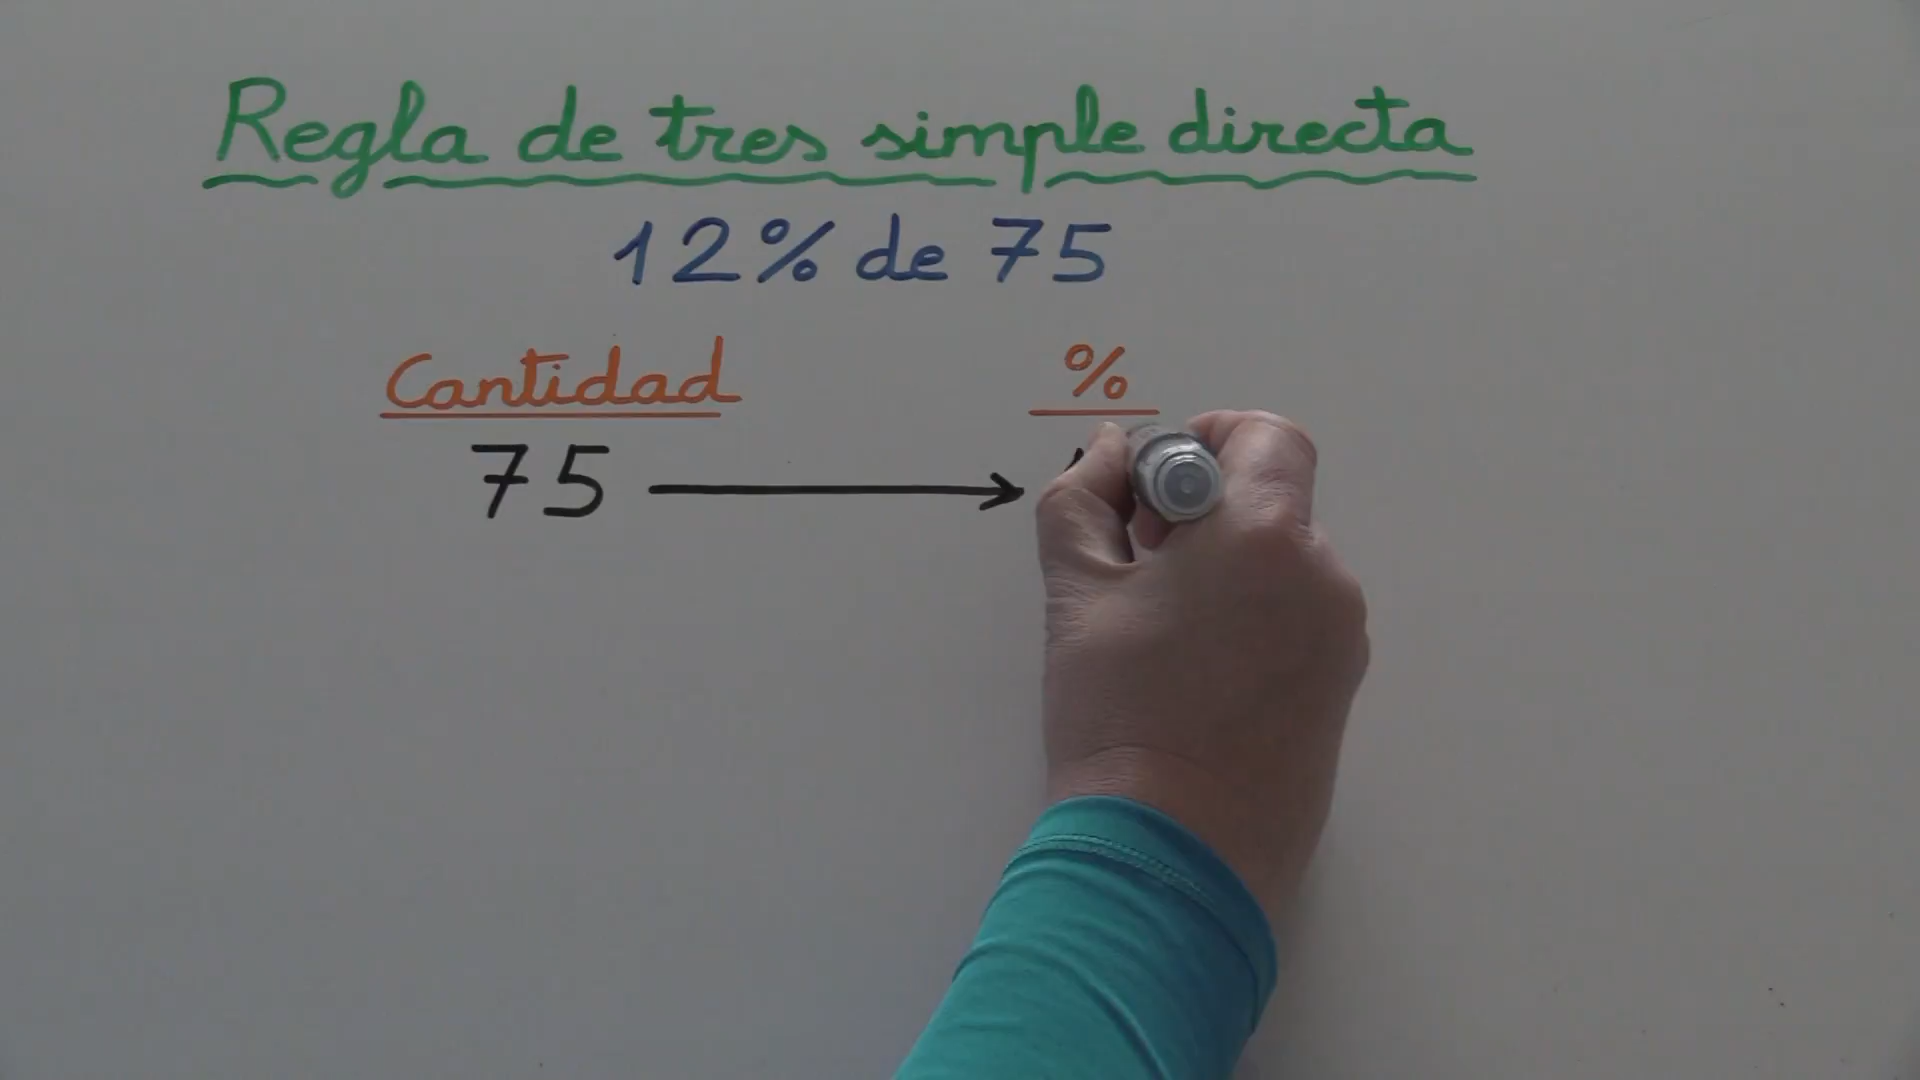 Regla de tres simple directa
12% de 75
Cantidad %
75 →